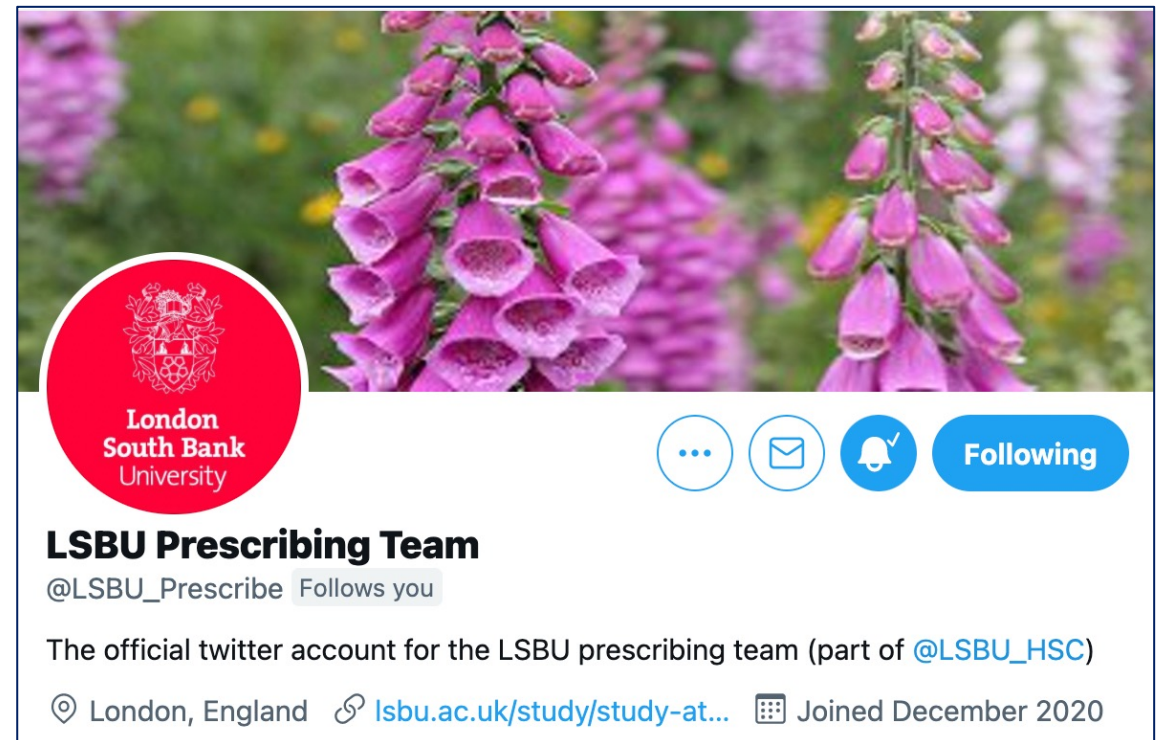 London
South Bank
University
Following
LSBU Prescribing Team
@LSBU_Prescribe Follows you
The official twitter account for the LSBU prescribing team (part of @LSBU_HSC)
London, England lsbu.ac.uk/study/study-at... Joined December 2020